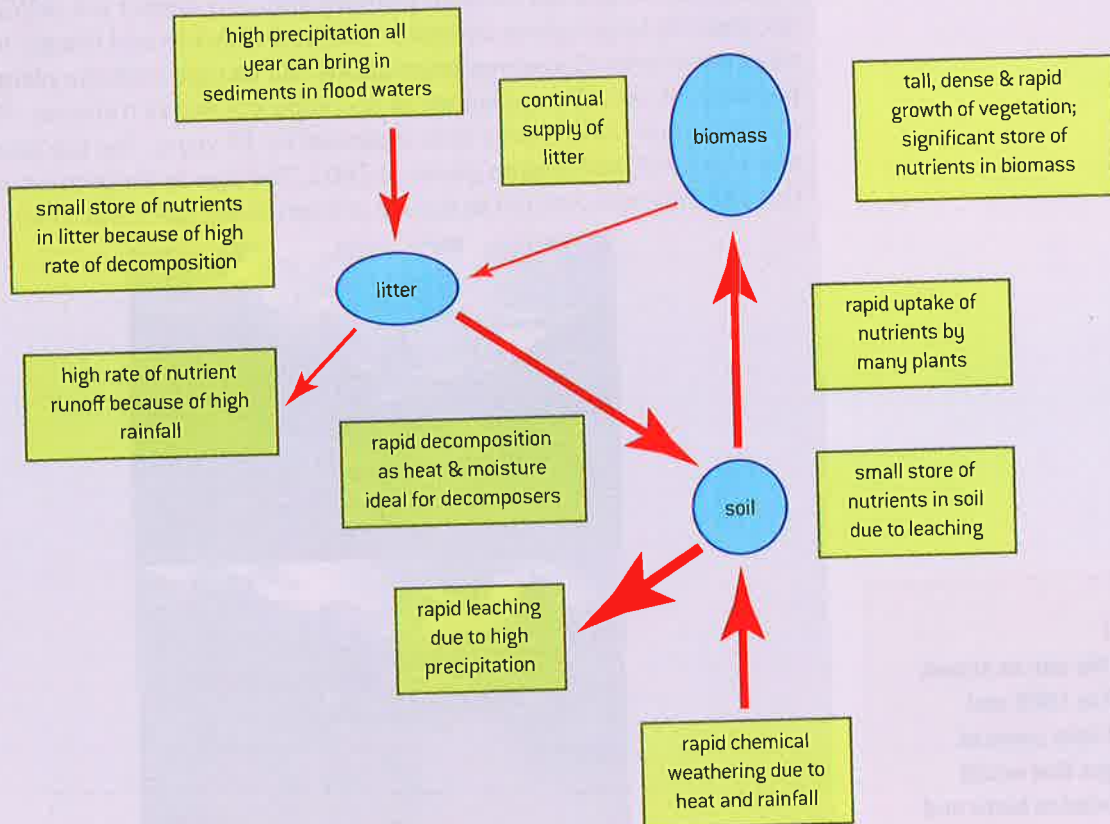 high precipitation all
year can bring in
sediments in flood waters
continual
supply of
litter
biomass
tall, dense & rapid
growth of vegetation;
significant store of
nutrients in biomass
small store of nutrients
in litter because of high
rate of decomposition
litter
rapid uptake of
nutrients by
many plants
high rate of nutrient
runoff because of high
rainfall
rapid decomposition
as heat & moisture
ideal for decomposers
soil
small store of
nutrients in soil
due to leaching
rapid leaching
due to high
precipitation
rapid chemical
weathering due to
heat and rainfall